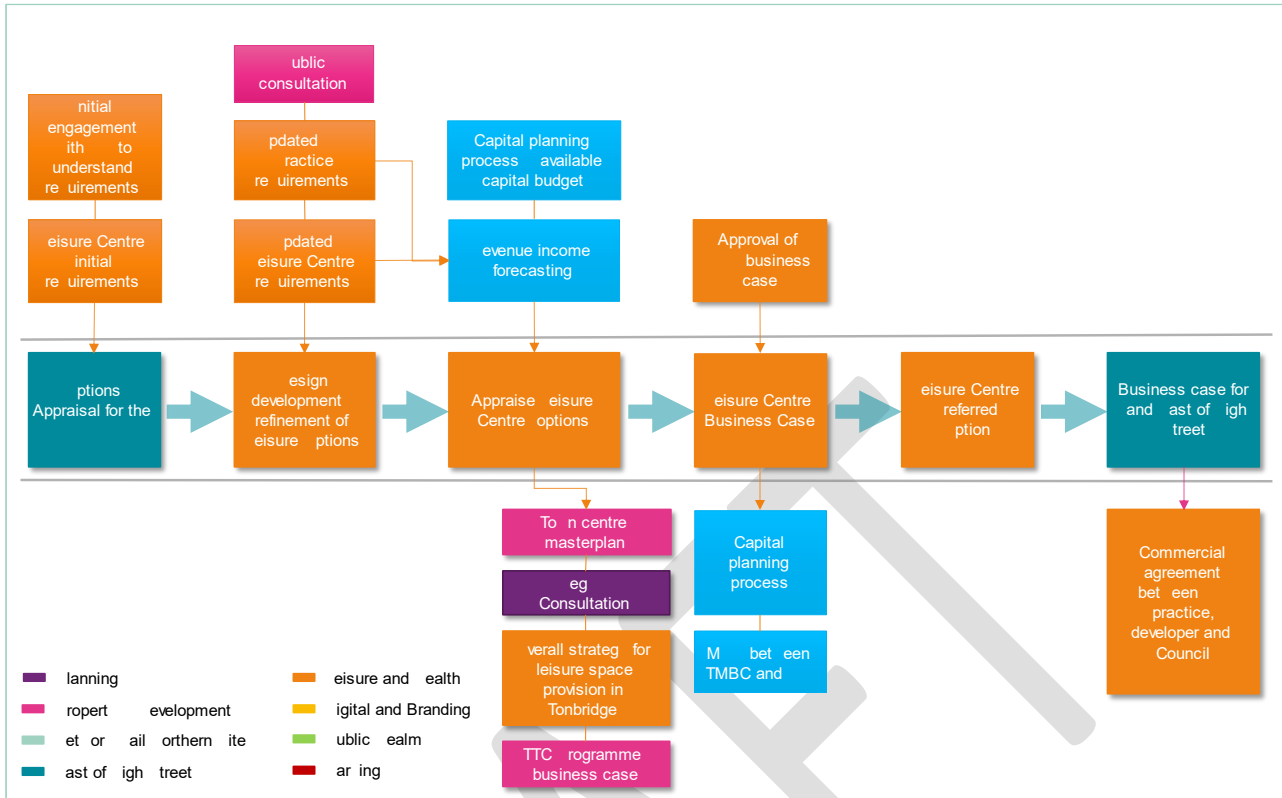 ublic
consultation
nitial
engagement
ith to
understand
re uirements
pdated
ractice
re uirements
Capital planning
process available
capital budget
eisure Centre
initial
re uirements
pdated
eisure Centre
re uirements
evenue income
forecasting
Approval of
business
case
ptions
Appraisal for the
esign
development
refinement of
eisure ptions
Appraise eisure
Centre options
eisure Centre
Business Case
eisure Centre
referred
ption
Business case for
and ast of igh
treet
To n centre
masterplan
eg
Consultation
verall strateg for
leisure space
provision in
Tonbridge
TTC rogramme
business case
Capital
planning
process
M bet een
TMBC and
Commercial
agreement
bet een
practice,
developer and
Council
lanning
ropert evelopment
et or ail orthern ite
ast of igh treet
eisure and ealth
igital and Branding
ublic ealm
ar ing